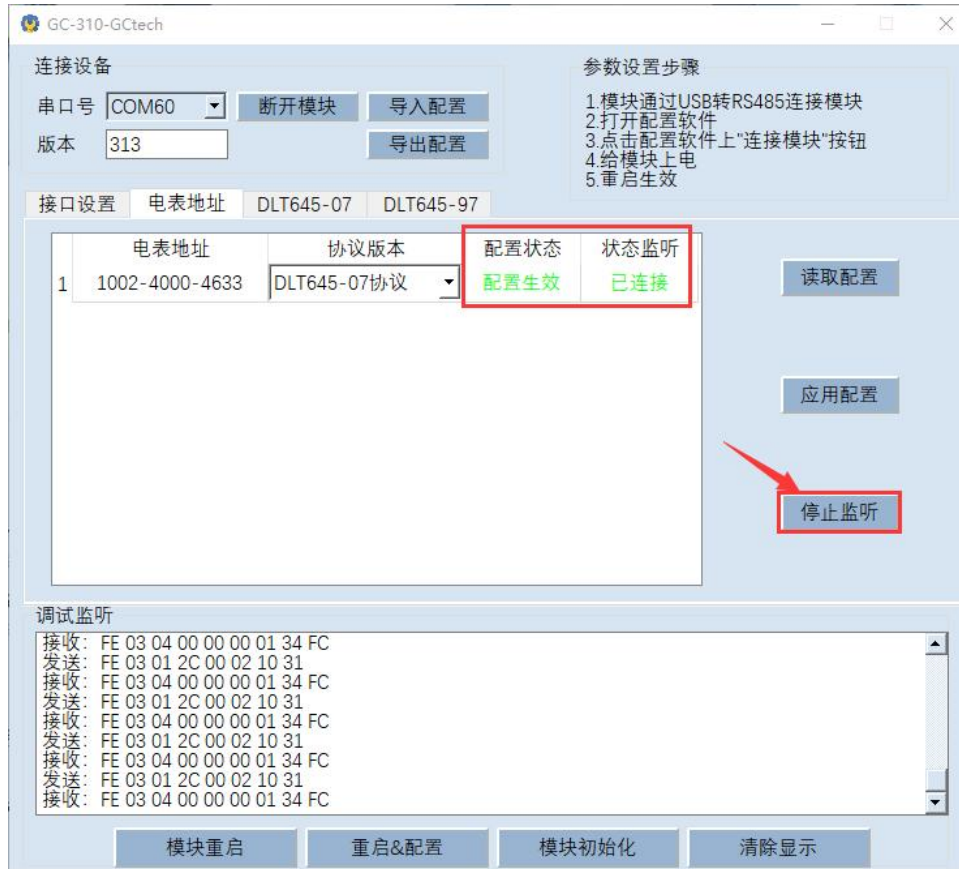 GC-310-GCtech
连接设备
参数设置步骤
串口号 COM60 断开模块 导入配置
版本 313 导出配置
1.模块通过USB转RS485连接模块
2.打开配置软件
3.点击配置软件上"连接模块"按钮
4.给模块上电
5.重启生效
接口设置 电表地址 DLT645-07 DLT645-97
电表地址 协议版本 配置状态 状态监听
1 1002-4000-4633 DLT645-07协议 配置生效 已连接
读取配置
应用配置
停止监听
调试监听
接收: FE 03 04 00 00 00 01 34 FC
发送: FE 03 01 2C 00 02 10 31
接收: FE 03 04 00 00 00 01 34 FC
发送: FE 03 01 2C 00 02 10 31
接收: FE 03 04 00 00 00 01 34 FC
发送: FE 03 01 2C 00 02 10 31
接收: FE 03 04 00 00 00 01 34 FC
发送: FE 03 01 2C 00 02 10 31
接收: FE 03 04 00 00 00 01 34 FC
模块重启 重启&配置 模块初始化 清除显示